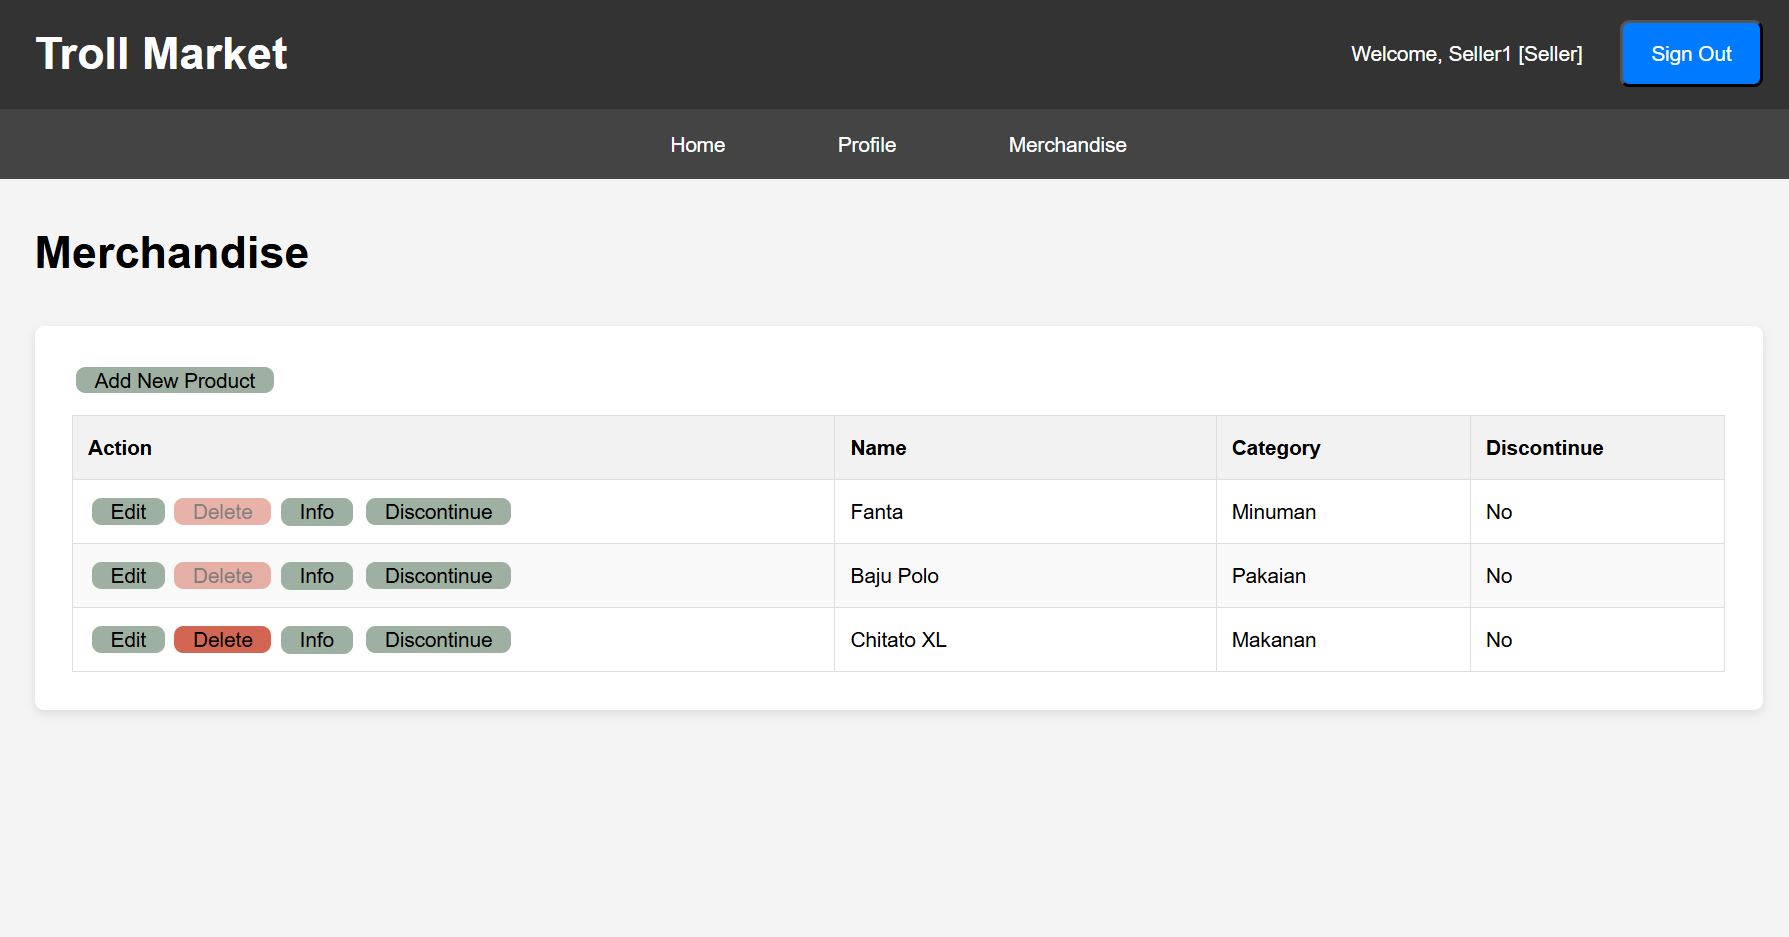 Troll Market
Welcome, Seller1 [Seller] Sign Out
Home Profile Merchandise
Merchandise
Add New Product
Action Name Category Discontinue
Edit Delete Info Discontinue Fanta Minuman No
Edit Delete Info Discontinue Baju Polo Pakaian No
Edit Delete Info Discontinue Chitato XL Makanan No